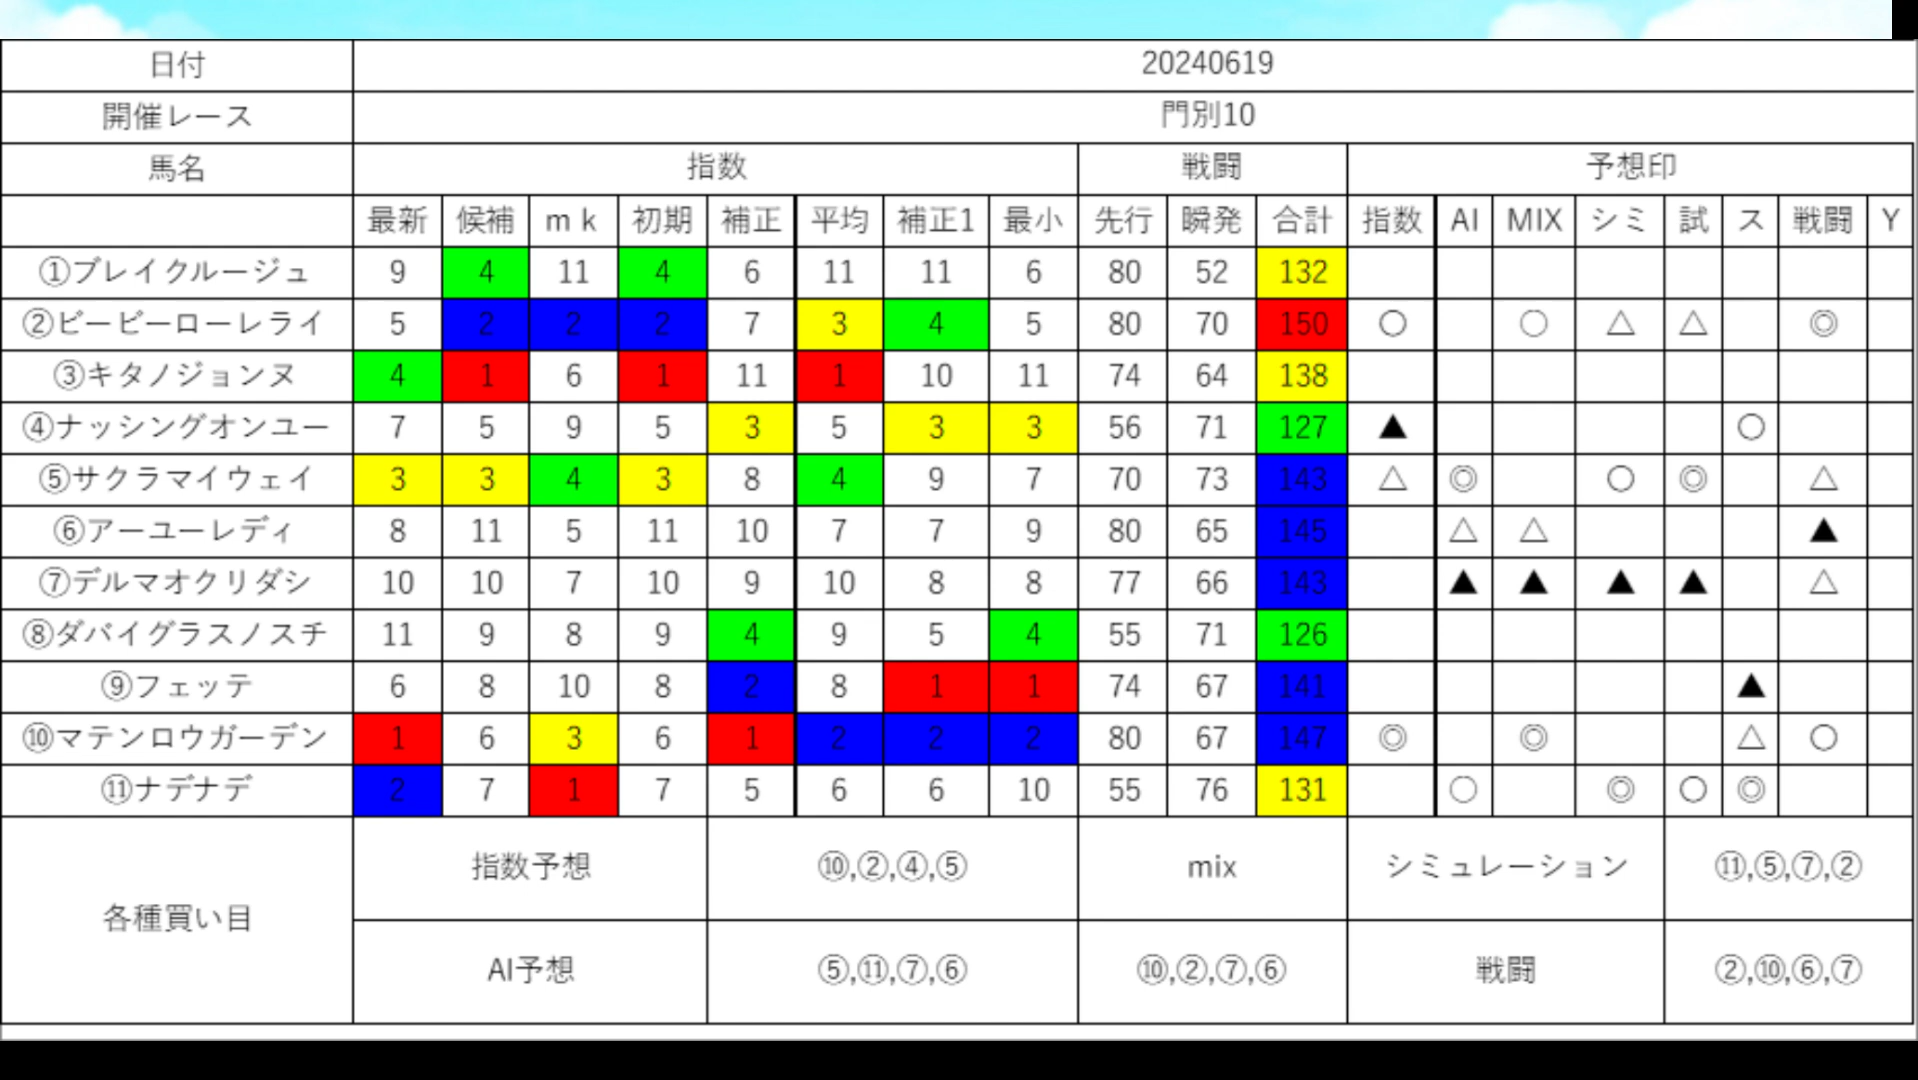 日付 20240619
開催レース 門別10
馬名 指数 戦闘 予想印
最新 候補 ｍｋ 初期 補正 平均 補正1 最小 先行 瞬発 合計 指数 AI MIX シミ 試 ス 戦闘 Y
①ブレイクルージュ 9 4 11 4 6 11 11 6 80 52 132
②ビービーローレライ 5 2 2 2 7 3 4 5 80 70 150 ○ ○ △ △ ◎
③キタノジョンヌ 4 1 6 1 11 1 10 11 74 64 138
④ナッシングオンユー 7 5 9 5 3 5 3 3 56 71 127 ▲ ○
⑤サクラマイウェイ 3 3 4 3 8 4 9 7 70 73 143 △ ◎ ○ ◎ △
⑥アーユーレディ 8 11 5 11 10 7 7 9 80 65 145 △ △ ▲
⑦デルマオクリダシ 10 10 7 10 9 10 8 8 77 66 143 ▲ ▲ ▲ ▲ △
⑧ダバイグラスノスチ 11 9 8 9 4 9 5 4 55 71 126
⑨フェッテ 6 8 10 8 2 8 1 1 74 67 141 ▲
⑩マテンロウガーデン 1 6 3 6 1 2 2 2 80 67 147 ◎ ◎ △ ○
⑪ナデナデ 2 7 1 7 5 6 6 10 55 76 131 ○ ◎ ○ ◎
各種買い目
指数予想 ⑩,②,④,⑤ mix シミュレーション ⑪,⑤,⑦,②
AI予想 ⑤,⑪,⑦,⑥ ⑩,②,⑦,⑥ 戦闘 ②,⑩,⑥,⑦